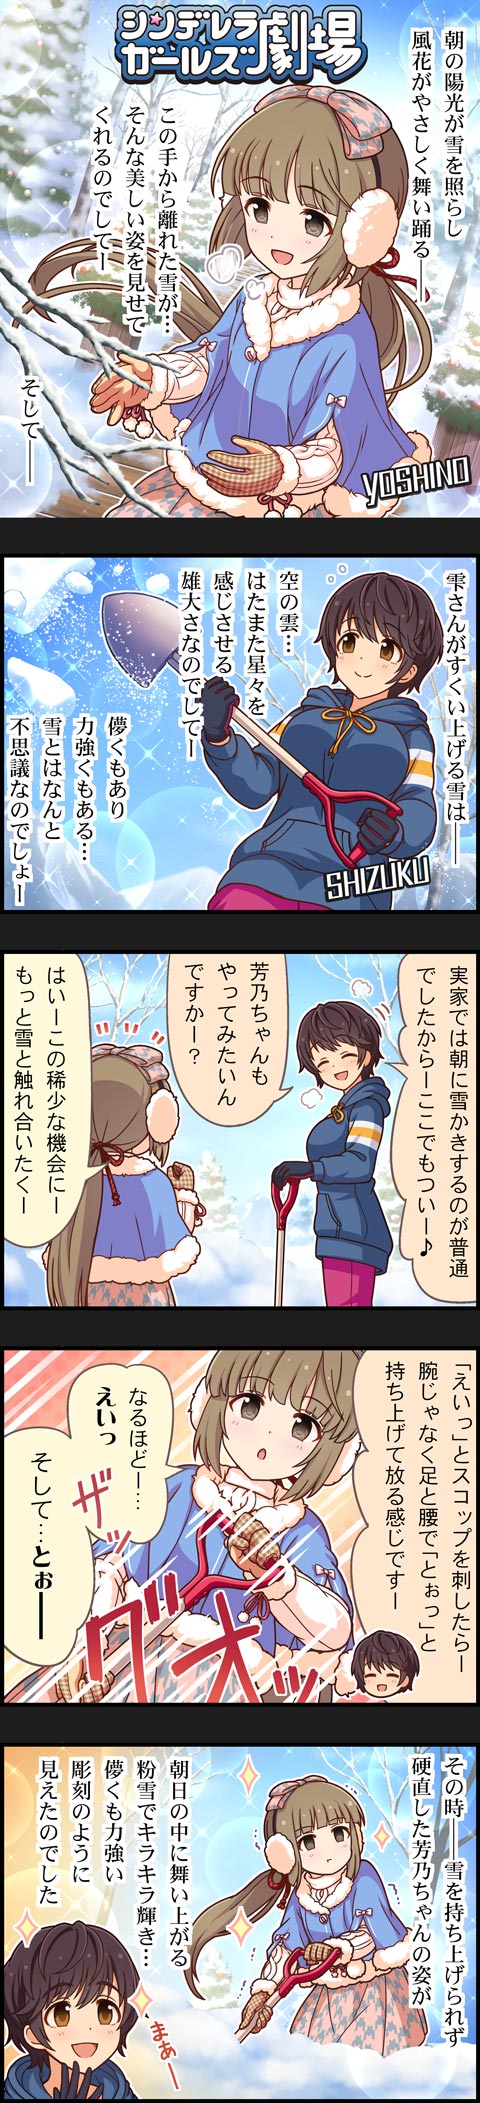 シンデレラ
ガールズ劇場
朝の陽光が雪を照らし
風花がやさしく舞い踊る――
この手から離れた雪が…
そんな美しい姿を見せて
くれるのでしてー
そして――
YOSHINO
雫さんがすくい上げる雪は――
空の雲…
はたまた星々を
感じさせる
雄大さなのでしてー
儚くもあり
力強くもある…
雪とはなんと
不思議なのでしょー
SHIZUKU
実家では朝に雪かきするのが普通
でしたからーここでもついー♪
芳乃ちゃんも
やってみたいん
ですかー？
はいーこの稀少な機会にー
もっと雪と触れ合いたくー
「えいっ」とスコップを刺したらー
腕じゃなく足と腰で「とぉっ」と
持ち上げて放る感じですー
なるほどー…
えいっ
ザッ
そして…とぉ――
グオッ
その時――雪を持ち上げられず
硬直した芳乃ちゃんの姿が
朝日の中に舞い上がる
粉雪でキラキラ輝き…
儚くも力強い
彫刻のように
見えたのでした
まぁー